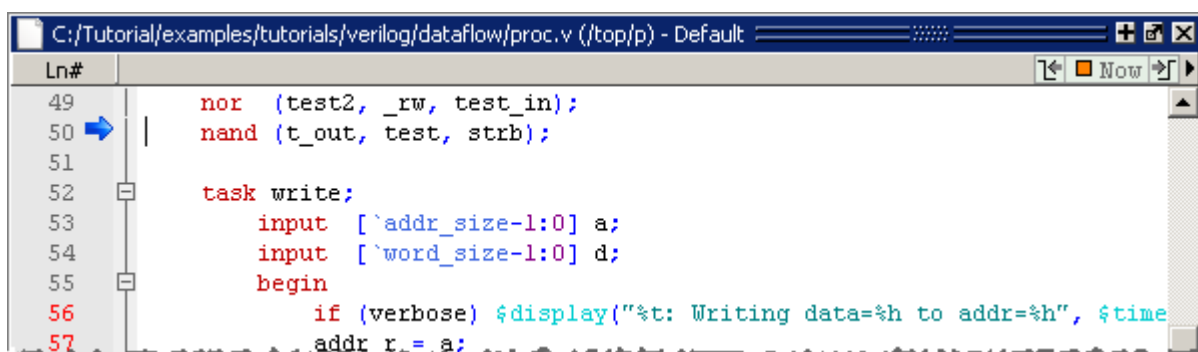 C:/Tutorial/examples/tutorials/verilog/dataflow/proc.v (/top/p) - Default
Ln# Now
49 nor (test2, _rw, test_in);
50 nand (t_out, test, strb);
51
52 task write;
53 input [`addr_size-1:0] a;
54 input [`word_size-1:0] d;
55 begin
56 if (verbose) $display("%t: Writing data=%h to addr=%h", $time
57 addr_r = a;